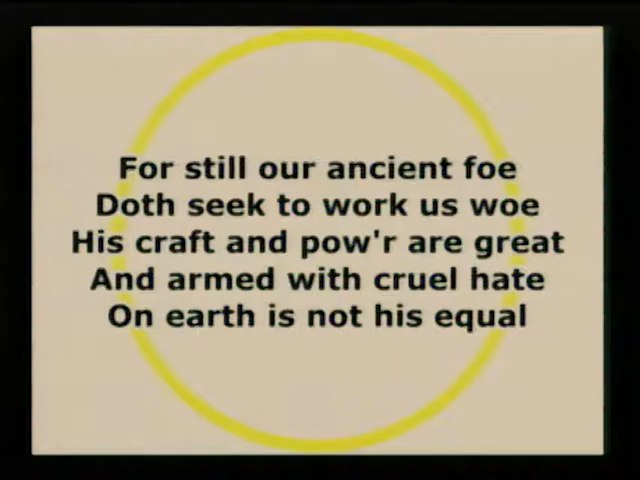 For still our ancient foe
Doth seek to work us woe
His craft and pow'r are great
And armed with cruel hate
On earth is not his equal